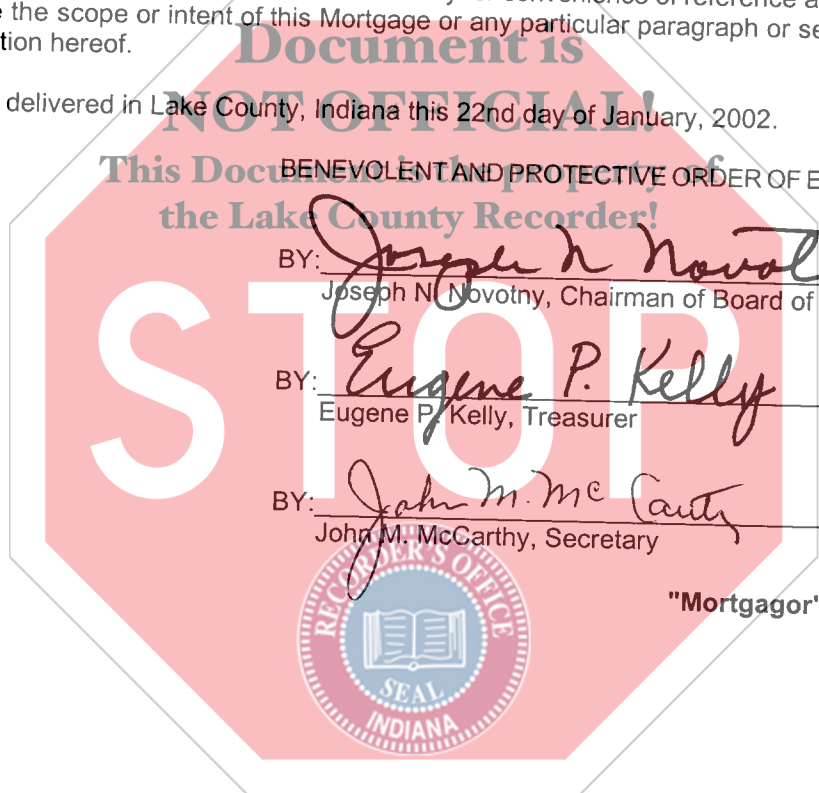 the scope or intent of this Mortgage or any particular paragraph or se
tion hereof.
Document is
delivered in Lake County, Indiana this 22nd day of January, 2002.
NOT OFFICIAL!
This Document is the property of
BENEVOLENT AND PROTECTIVE ORDER OF E
the Lake County Recorder!
BY: Joseph N Novot
Joseph N. Novotny, Chairman of Board of
BY: Eugene P. Kelly
Eugene P. Kelly, Treasurer
BY: John M. McCarthy
John M. McCarthy, Secretary
"Mortgagor"
STOP
RECORDER'S OFFICE
SEAL
INDIANA